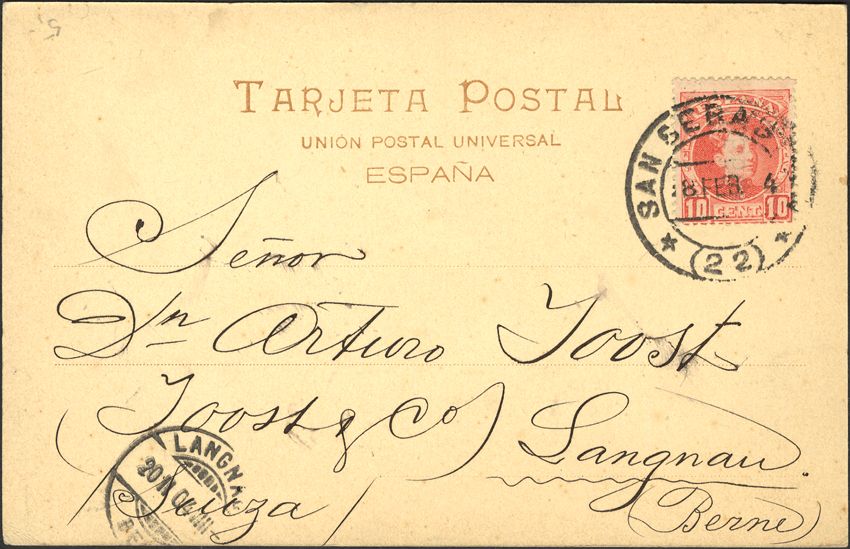 TARJETA POSTAL
UNIÓN POSTAL UNIVERSAL
ESPAÑA
SAN SEBAS
8 FEB. 4
(22)
10 CENT. 10
Señor
Dn Arturo Joost
(Joost & Co) Langnau.
(Suiza)
(Berne)
LANGNA